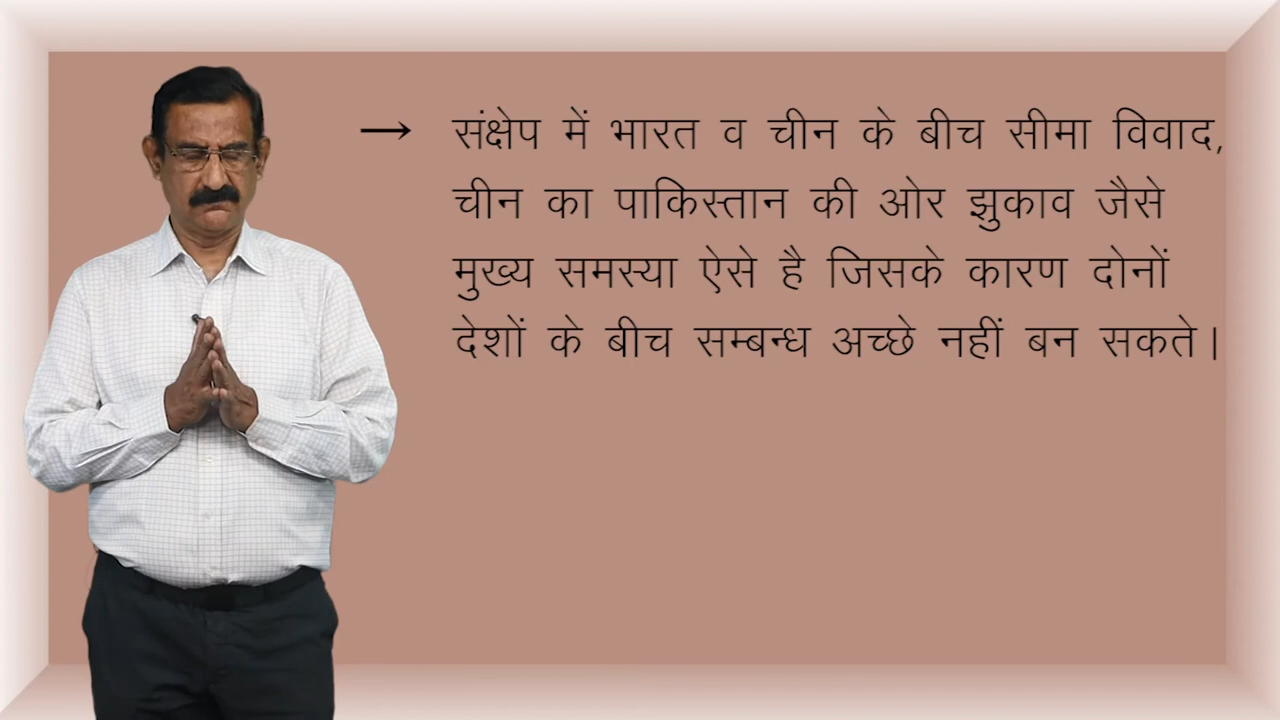 → संक्षेप में भारत व चीन के बीच सीमा विवाद,
चीन का पाकिस्तान की ओर झुकाव जैसे
मुख्य समस्या ऐसे है जिसके कारण दोनों
देशों के बीच सम्बन्ध अच्छे नहीं बन सकते।